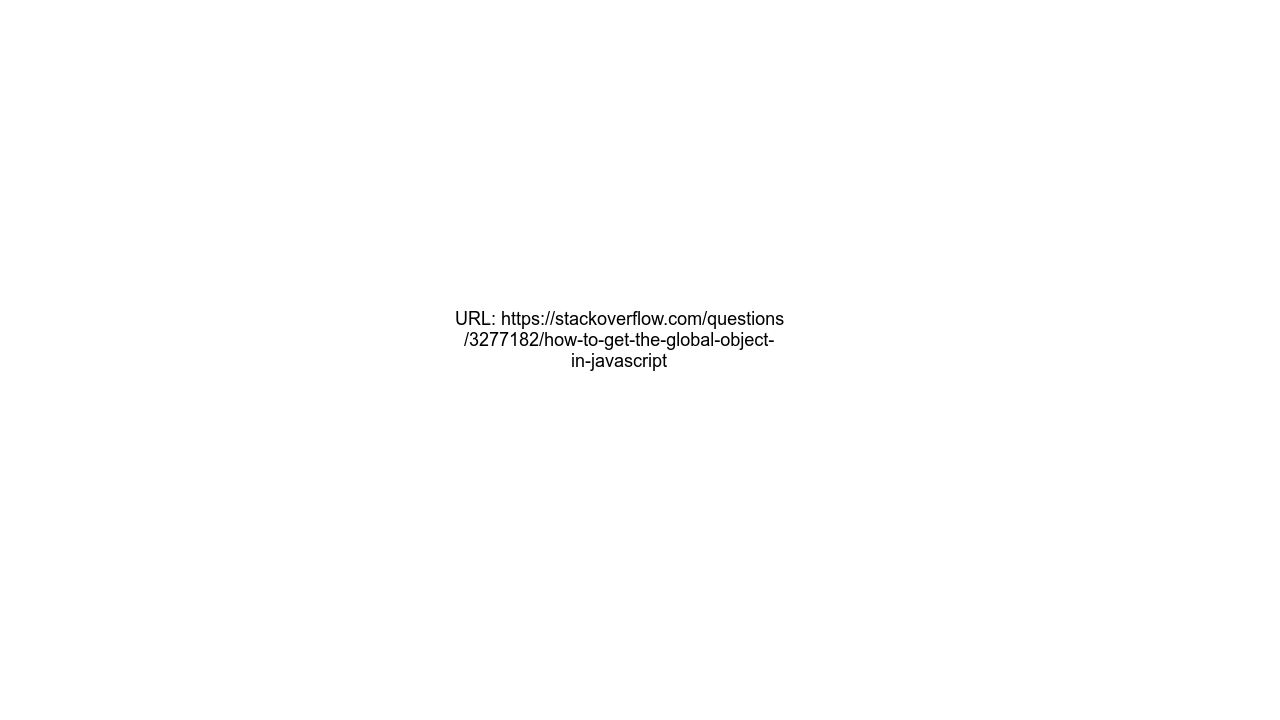 URL: https://stackoverflow.com/questions
/3277182/how-to-get-the-global-object-
in-javascript